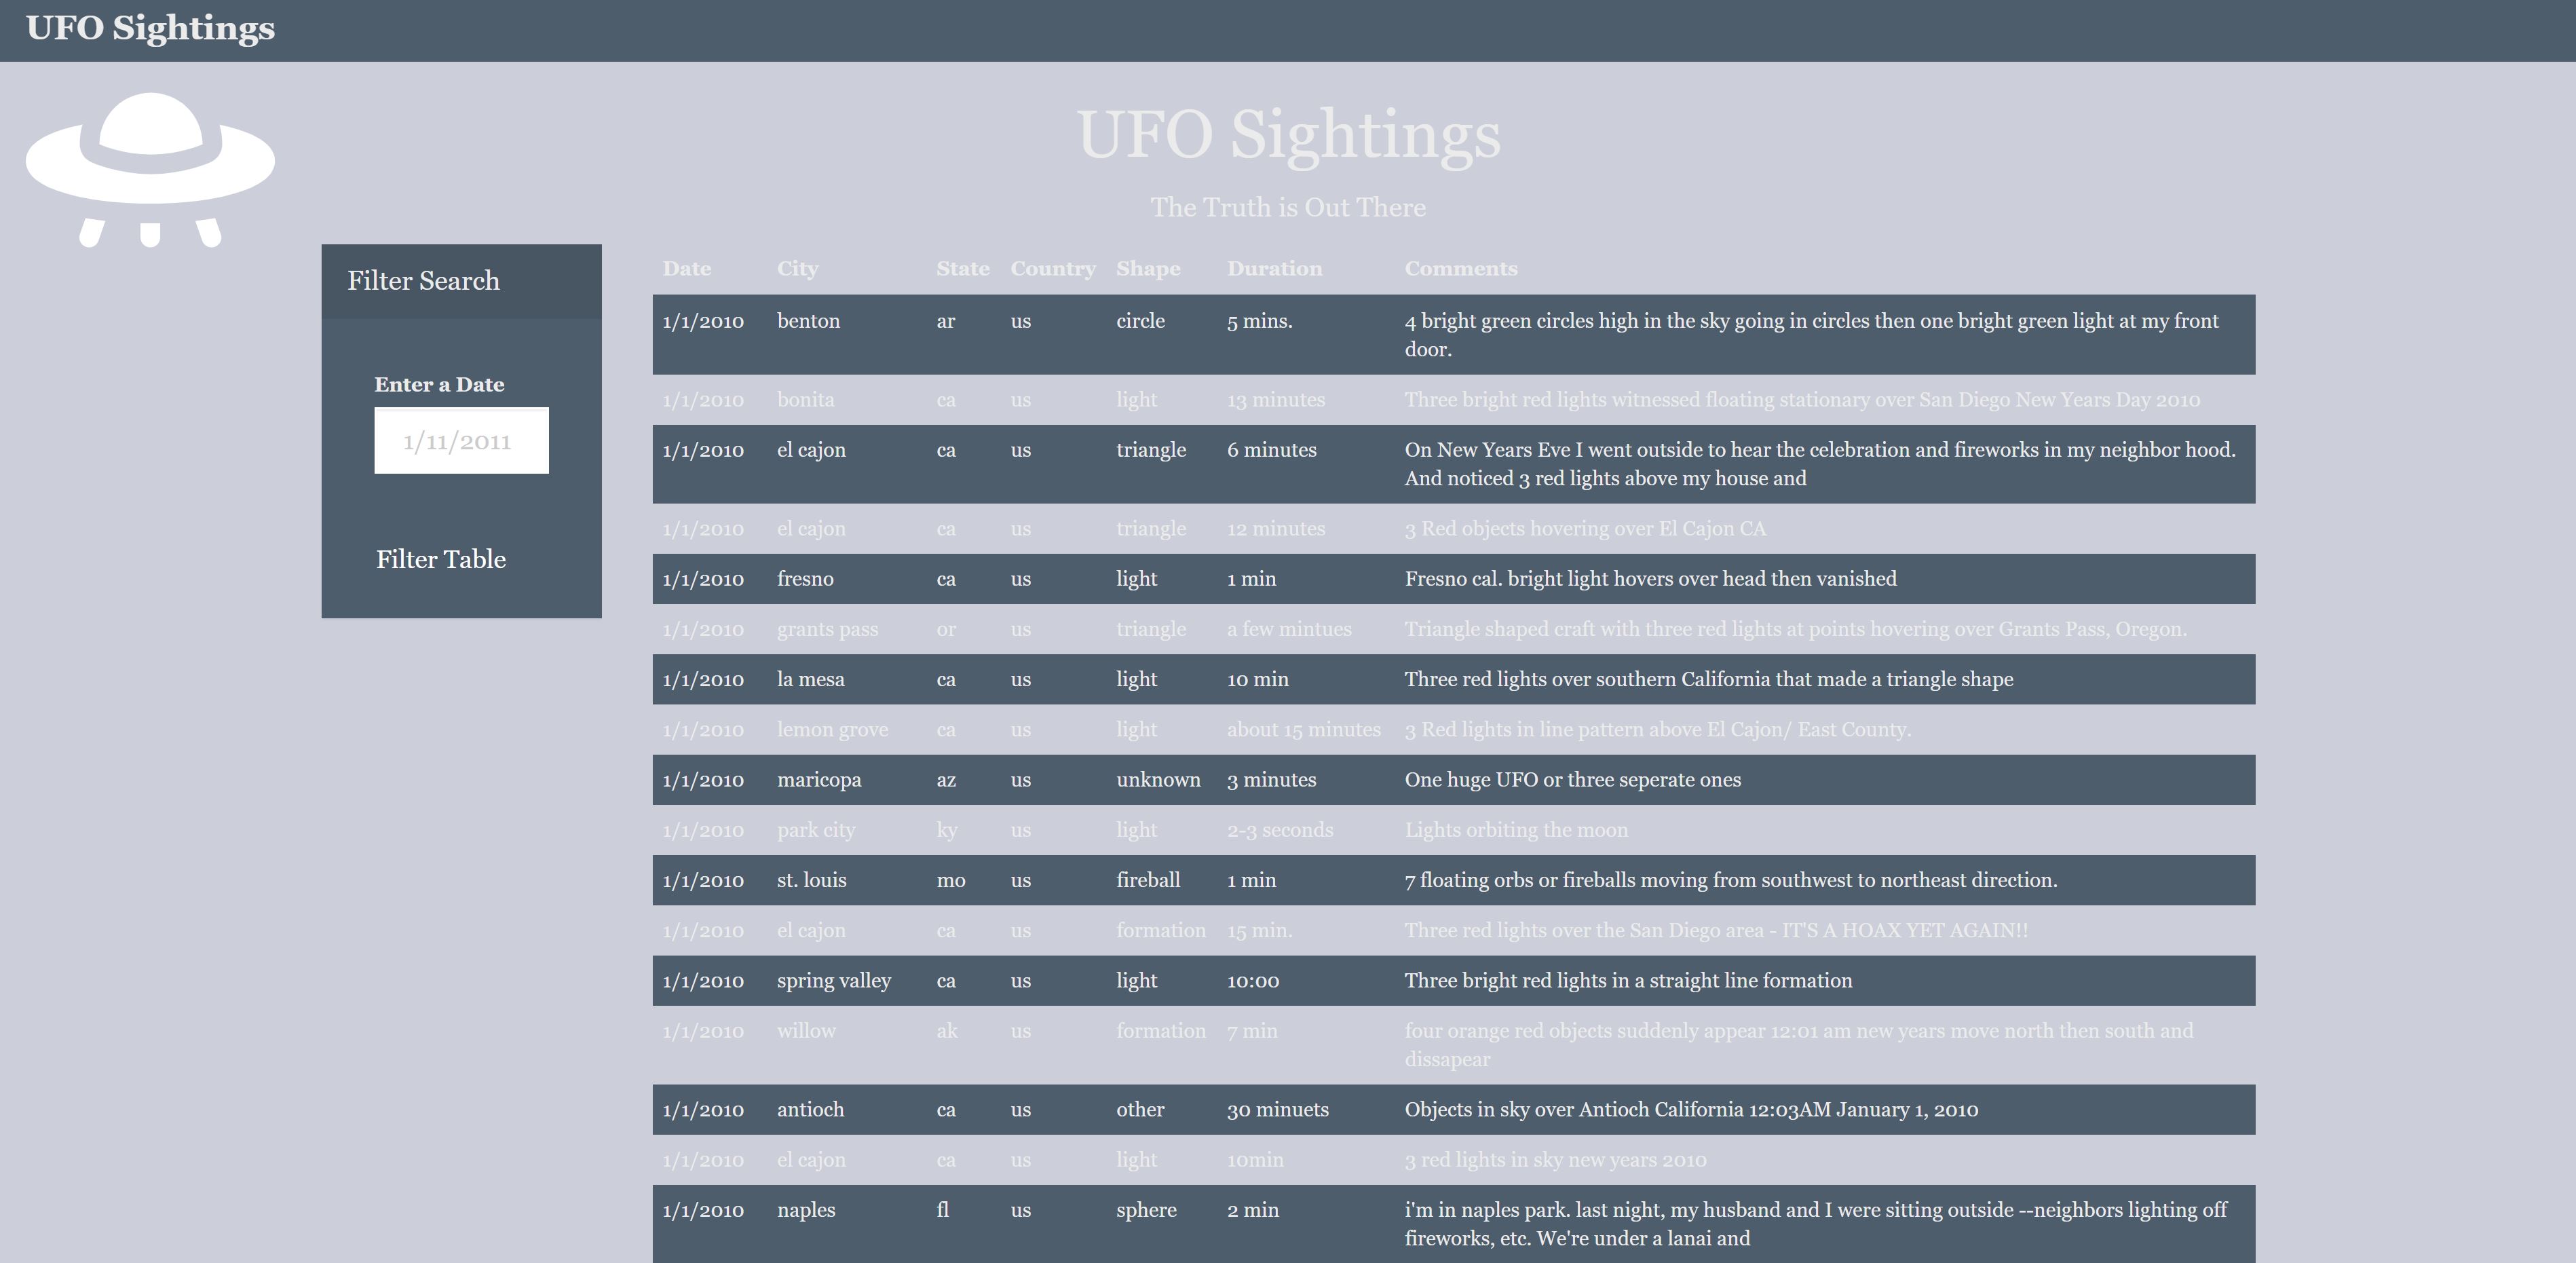 UFO Sightings
UFO Sightings
The Truth is Out There
Filter Search
Enter a Date
1/11/2011
Filter Table
Date City State Country Shape Duration Comments
1/1/2010 benton ar us circle 5 mins. 4 bright green circles high in the sky going in circles then one bright green light at my front
door.
1/1/2010 bonita ca us light 13 minutes Three bright red lights witnessed floating stationary over San Diego New Years Day 2010
1/1/2010 el cajon ca us triangle 6 minutes On New Years Eve I went outside to hear the celebration and fireworks in my neighbor hood.
And noticed 3 red lights above my house and
1/1/2010 el cajon ca us triangle 12 minutes 3 Red objects hovering over El Cajon CA
1/1/2010 fresno ca us light 1 min Fresno cal. bright light hovers over head then vanished
1/1/2010 grants pass or us triangle a few mintues Triangle shaped craft with three red lights at points hovering over Grants Pass, Oregon.
1/1/2010 la mesa ca us light 10 min Three red lights over southern California that made a triangle shape
1/1/2010 lemon grove ca us light about 15 minutes 3 Red lights in line pattern above El Cajon/ East County.
1/1/2010 maricopa az us unknown 3 minutes One huge UFO or three seperate ones
1/1/2010 park city ky us light 2-3 seconds Lights orbiting the moon
1/1/2010 st. louis mo us fireball 1 min 7 floating orbs or fireballs moving from southwest to northeast direction.
1/1/2010 el cajon ca us formation 15 min. Three red lights over the San Diego area - IT'S A HOAX YET AGAIN!!
1/1/2010 spring valley ca us light 10:00 Three bright red lights in a straight line formation
1/1/2010 willow ak us formation 7 min four orange red objects suddenly appear 12:01 am new years move north then south and
dissapear
1/1/2010 antioch ca us other 30 minuets Objects in sky over Antioch California 12:03AM January 1, 2010
1/1/2010 el cajon ca us light 10min 3 red lights in sky new years 2010
1/1/2010 naples fl us sphere 2 min i'm in naples park. last night, my husband and I were sitting outside --neighbors lighting off
fireworks, etc. We're under a lanai and